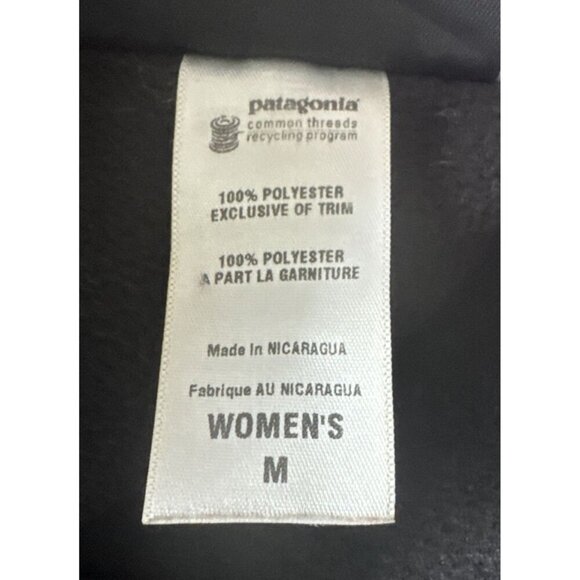 patagonia®
common threads
recycling program
100% POLYESTER
EXCLUSIVE OF TRIM
100% POLYESTER
A PART LA GARNITURE
Made In NICARAGUA
Fabrique AU NICARAGUA
WOMEN'S
M